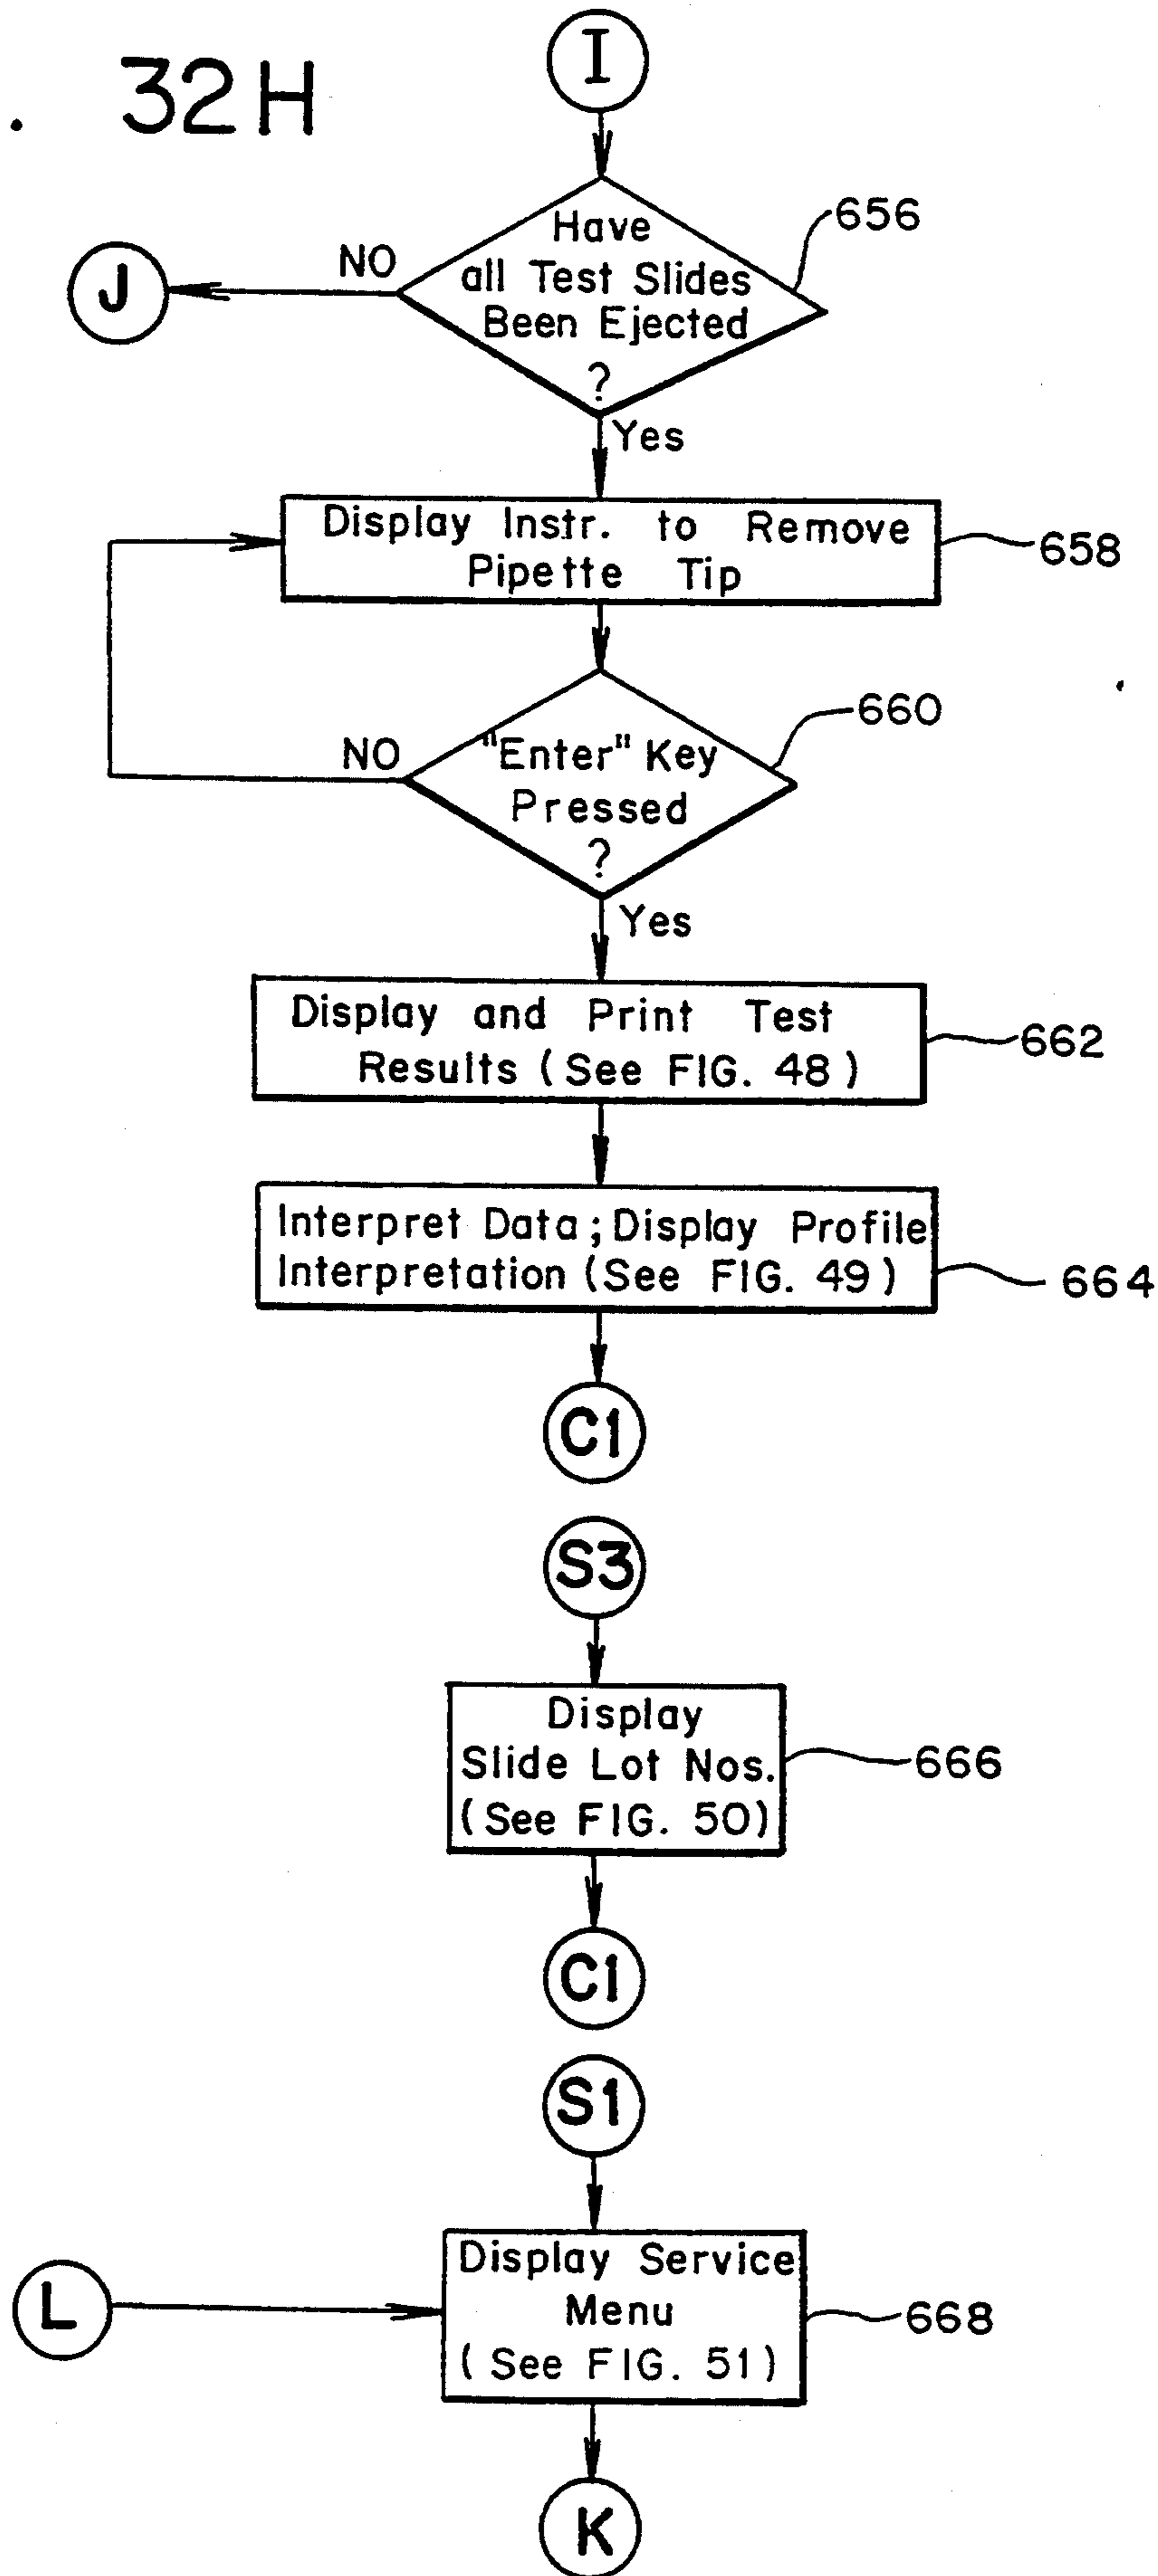 . 32H
I
Have
all Test Slides
Been Ejected
?
656
NO
J
Yes
Display Instr. to Remove
Pipette Tip
658
"Enter" Key
Pressed
?
660
NO
Yes
Display and Print Test
Results (See FIG. 48)
662
Interpret Data; Display Profile
Interpretation (See FIG. 49)
664
C1
S3
Display
Slide Lot Nos.
(See FIG. 50)
666
C1
S1
Display Service
Menu
(See FIG. 51)
668
L
K